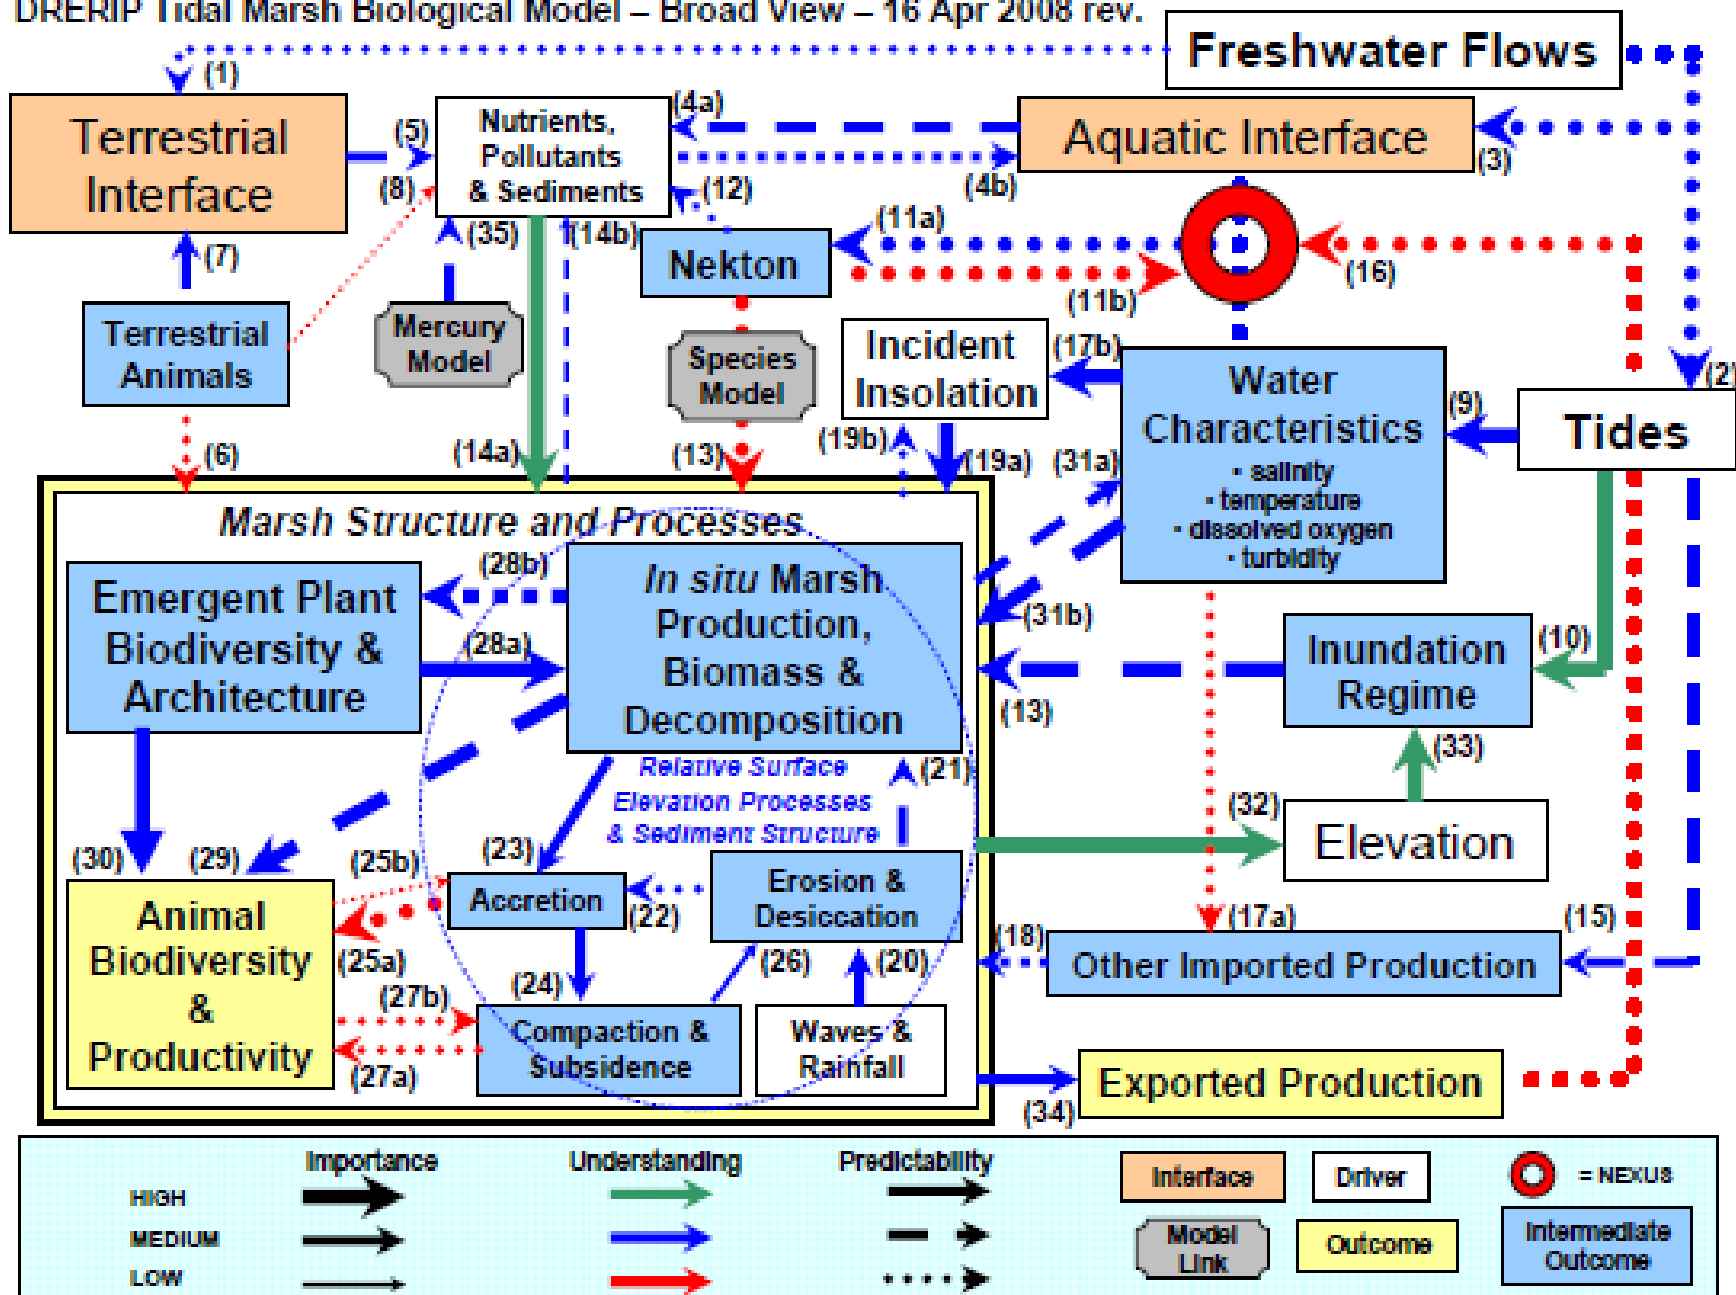 DRERIP Tidal Marsh Biological Model – Broad View – 16 Apr 2008 rev.
Freshwater Flows
(1)
Terrestrial
Interface
(5)
(8)
Nutrients,
Pollutants
& Sediments
(4a)
(4b)
Aquatic Interface
(3)
(12)
(7)
(35)
(14b)
Nekton
(11a)
(11b)
(16)
Terrestrial
Animals
Mercury
Model
Species
Model
Incident
Insolation
(17b)
Water
Characteristics
• salinity
• temperature
• dissolved oxygen
• turbidity
(2)
(9)
Tides
(6)
(14a)
(13)
(19b)
(19a)
(31a)
Marsh Structure and Processes
Emergent Plant
Biodiversity &
Architecture
(28b)
(28a)
In situ Marsh
Production,
Biomass &
Decomposition
(31b)
(13)
Inundation
Regime
(10)
(33)
Relative Surface
Elevation Processes
& Sediment Structure
(21)
(32)
Elevation
(30)
(29)
(25b)
(23)
Animal
Biodiversity
&
Productivity
(25a)
Accretion
(22)
Erosion &
Desiccation
(17a)
(15)
(18)
Other Imported Production
(24)
(26)
(20)
(27b)
(27a)
Compaction &
Subsidence
Waves &
Rainfall
(34)
Exported Production
Importance
Understanding
Predictability
HIGH
MEDIUM
LOW
Interface
Driver
= NEXUS
Model
Link
Outcome
Intermediate
Outcome